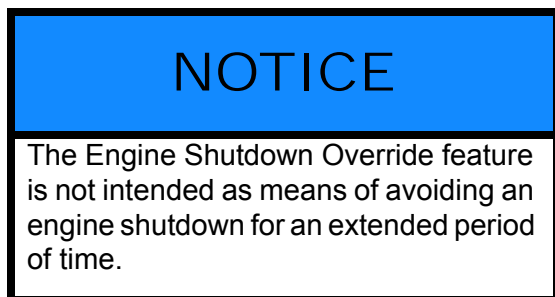 NOTICE
The Engine Shutdown Override feature
is not intended as means of avoiding an
engine shutdown for an extended period
of time.